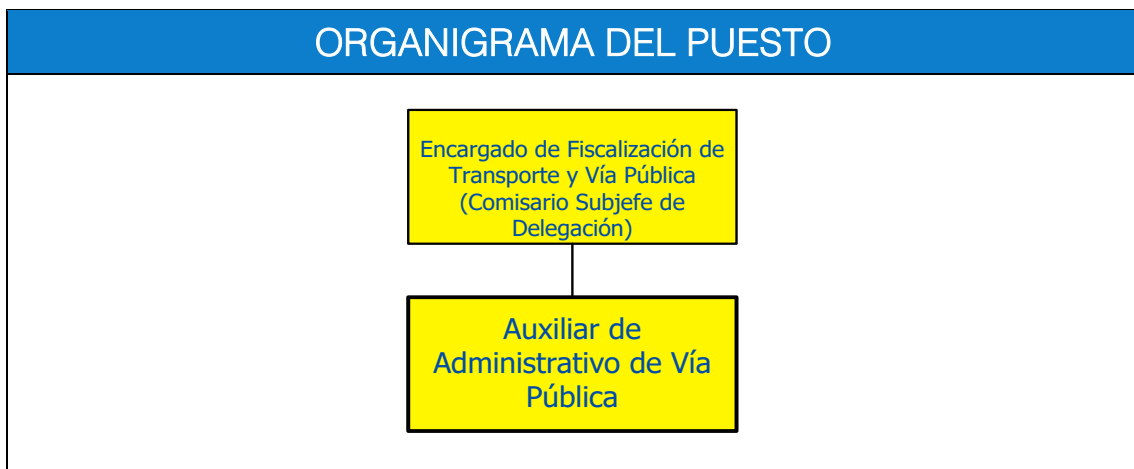 ORGANIGRAMA DEL PUESTO
Encargado de Fiscalización de
Transporte y Vía Pública
(Comisario Subjefe de
Delegación)
Auxiliar de
Administrativo de Vía
Pública